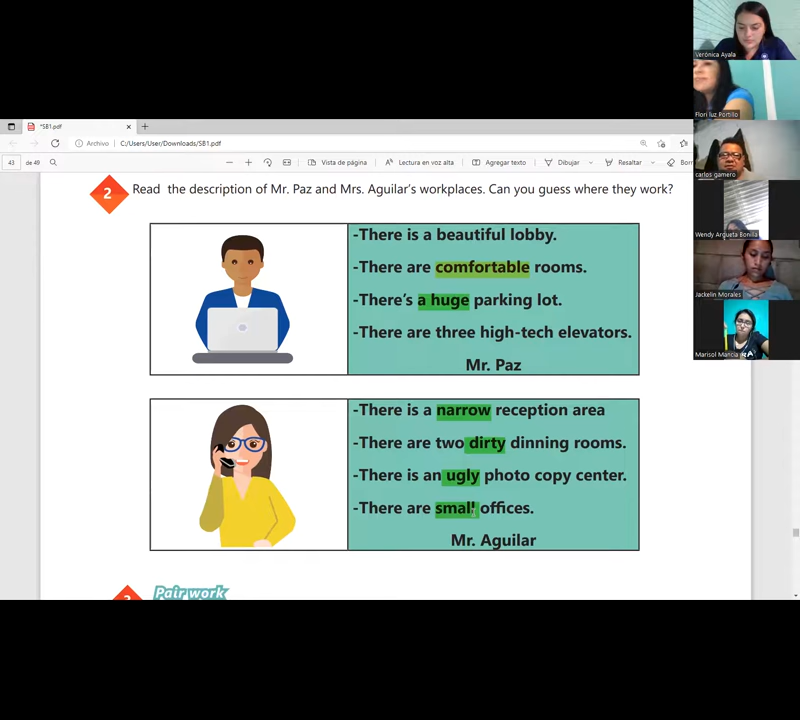 *SB1.pdf
Archivo
C:/Users/User/Downloads/SB1.pdf
43
de 49
Vista de página
Lectura en voz alta
Agregar texto
Dibujar
Resaltar
Borr
2
Read the description of Mr. Paz and Mrs. Aguilar's workplaces. Can you guess where they work?
-There is a beautiful lobby.
-There are comfortable rooms.
-There's a huge parking lot.
-There are three high-tech elevators.
Mr. Paz
-There is a narrow reception area
-There are two dirty dinning rooms.
-There is an ugly photo copy center.
-There are small offices.
Mr. Aguilar
3
Pair work
Verónica Ayala
Flori luz Portillo
carlos gamero
Wendy Argueta Bonilla
Jackelin Morales
Marisol Mancia